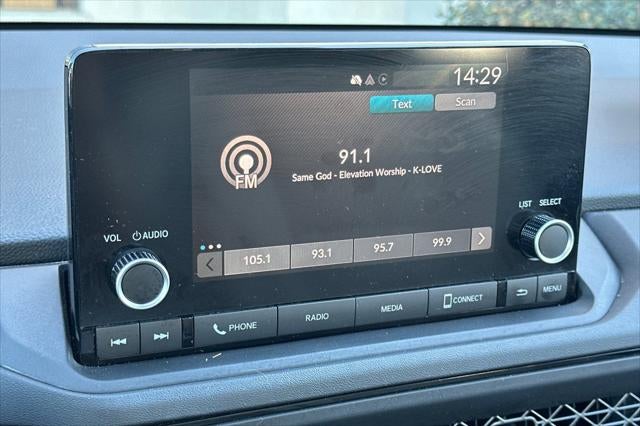 14:29
Text Scan
91.1
FM
Same God - Elevation Worship - K-LOVE
LIST SELECT
VOL AUDIO
105.1 93.1 95.7 99.9
PHONE RADIO MEDIA CONNECT MENU